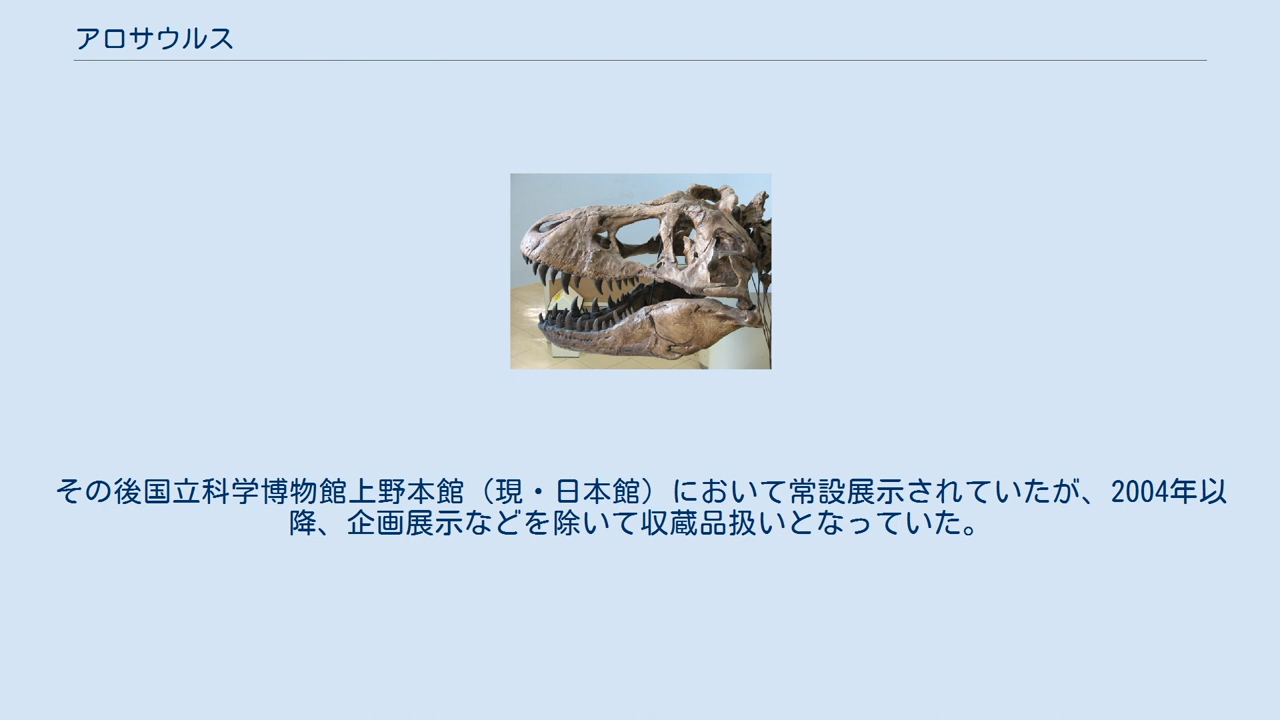 アロサウルス
その後国立科学博物館上野本館（現・日本館）において常設展示されていたが、2004年以
降、企画展示などを除いて収蔵品扱いとなっていた。